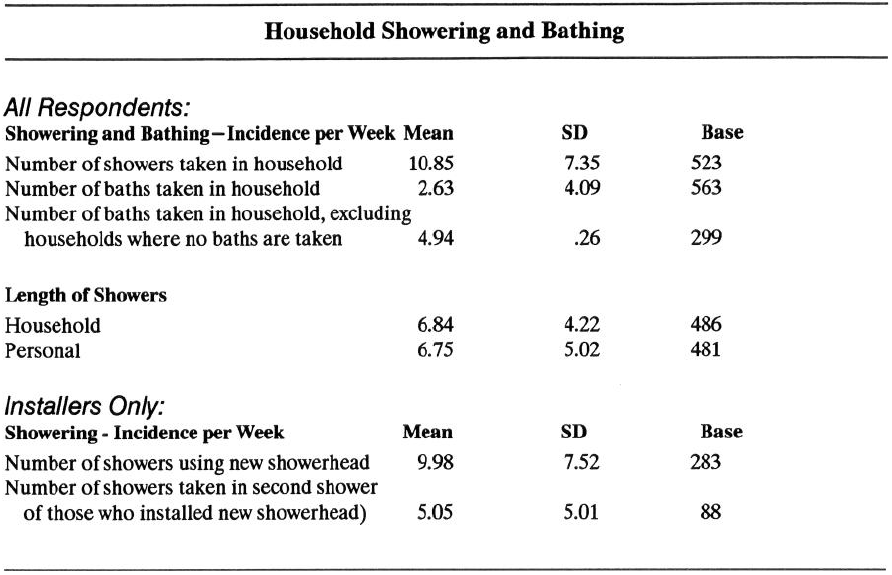 Household Showering and Bathing
All Respondents:
Showering and Bathing—Incidence per Week Mean SD Base
Number of showers taken in household 10.85 7.35 523
Number of baths taken in household 2.63 4.09 563
Number of baths taken in household, excluding
households where no baths are taken 4.94 .26 299
Length of Showers
Household 6.84 4.22 486
Personal 6.75 5.02 481
Installers Only:
Showering - Incidence per Week Mean SD Base
Number of showers using new showerhead 9.98 7.52 283
Number of showers taken in second shower
of those who installed new showerhead) 5.05 5.01 88